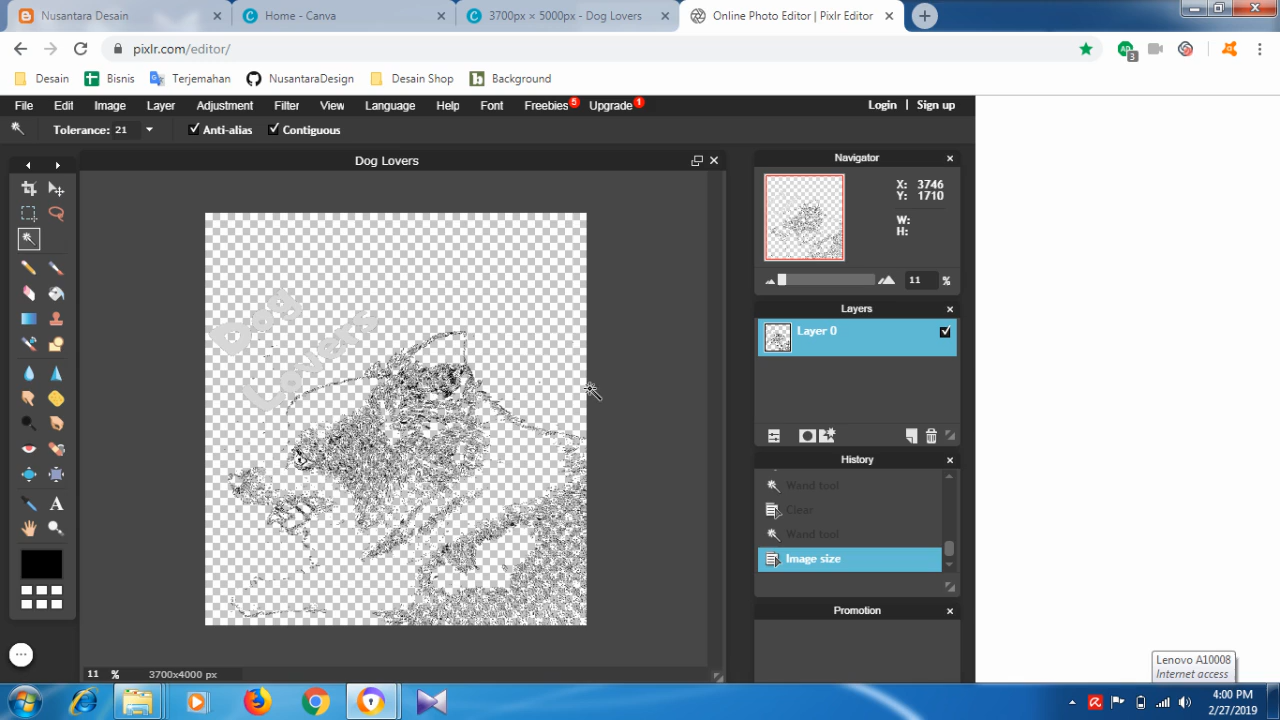 Nusantara Desain
Home - Canva
3700px × 5000px - Dog Lovers
Online Photo Editor | Pixlr Editor
pixlr.com/editor/
3
Desain
Bisnis
Terjemahan
NusantaraDesign
Desain Shop
Background
File Edit Image Layer Adjustment Filter View Language Help Font Freebies 5 Upgrade 1
Login | Sign up
Tolerance: 21
Anti-alias
Contiguous
Dog Lovers
Navigator
X: 3746
Y: 1710
W:
H:
11 %
Layers
Layer 0
History
Wand tool
Clear
Wand tool
Image size
Promotion
Dog
Lovers
11 % 3700x4000 px
Lenovo A10008
Internet access
4:00 PM
2/27/2019